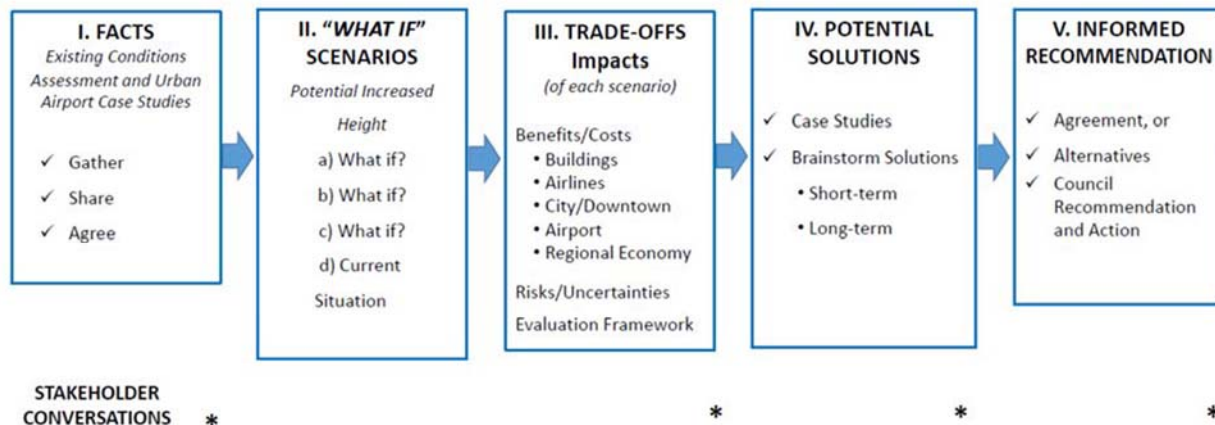 I. FACTS
Existing Conditions
Assessment and Urban
Airport Case Studies
✓ Gather
✓ Share
✓ Agree
II. "WHAT IF"
SCENARIOS
Potential Increased
Height
a) What if?
b) What if?
c) What if?
d) Current
Situation
III. TRADE-OFFS
Impacts
(of each scenario)
Benefits/Costs
• Buildings
• Airlines
• City/Downtown
• Airport
• Regional Economy
Risks/Uncertainties
Evaluation Framework
IV. POTENTIAL
SOLUTIONS
✓ Case Studies
✓ Brainstorm Solutions
• Short-term
• Long-term
V. INFORMED
RECOMMENDATION
✓ Agreement, or
✓ Alternatives
✓ Council
Recommendation
and Action
STAKEHOLDER
CONVERSATIONS * * * *